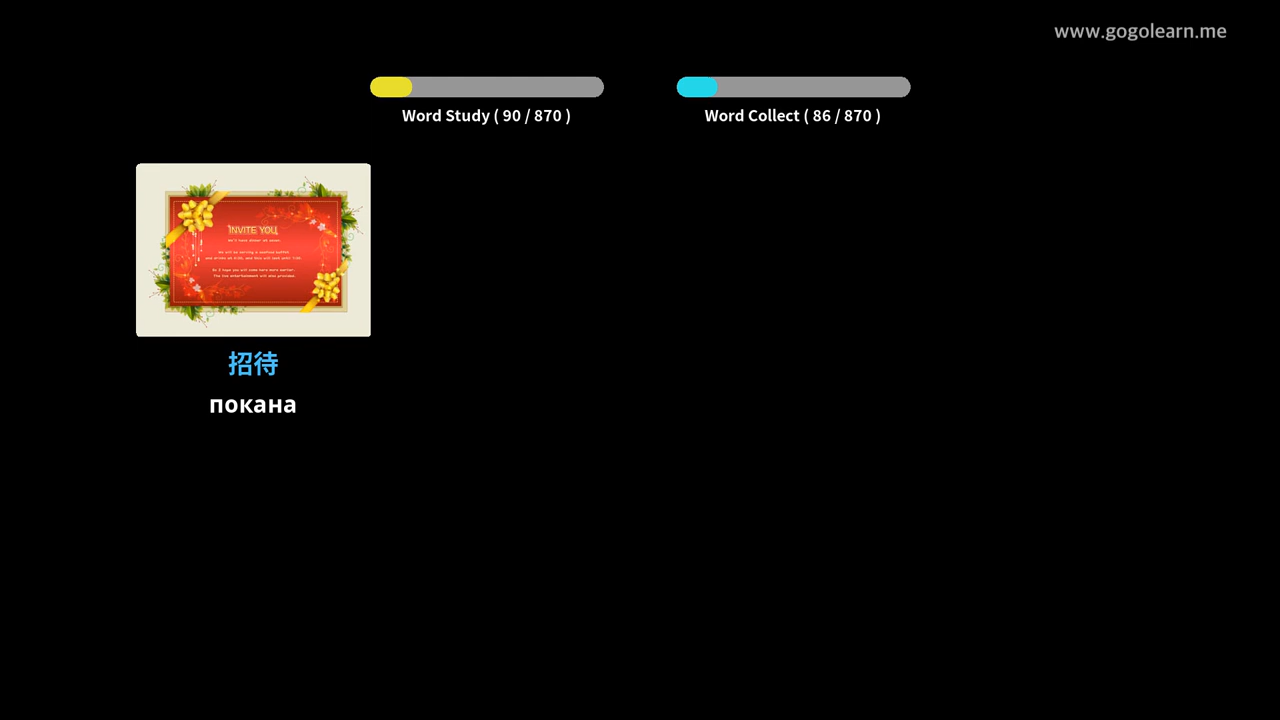 www.gogolearn.me
Word Study ( 90 / 870 )
Word Collect ( 86 / 870 )
INVITE YOU
招待
покана